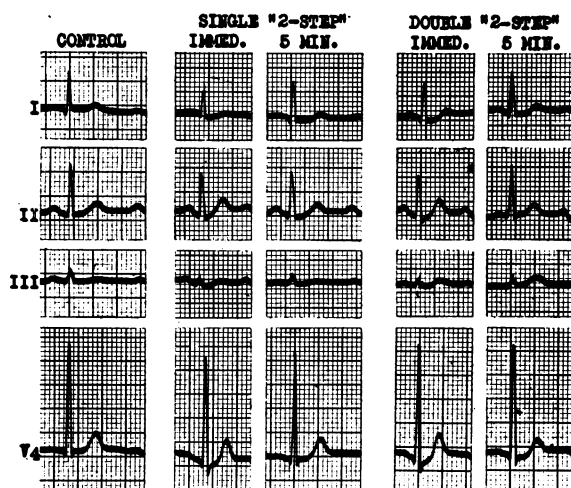 SINGLE "2-STEP" DOUBLE "2-STEP"
CONTROL IMMED. 5 MIN. IMMED. 5 MIN.
I
II
III
V4